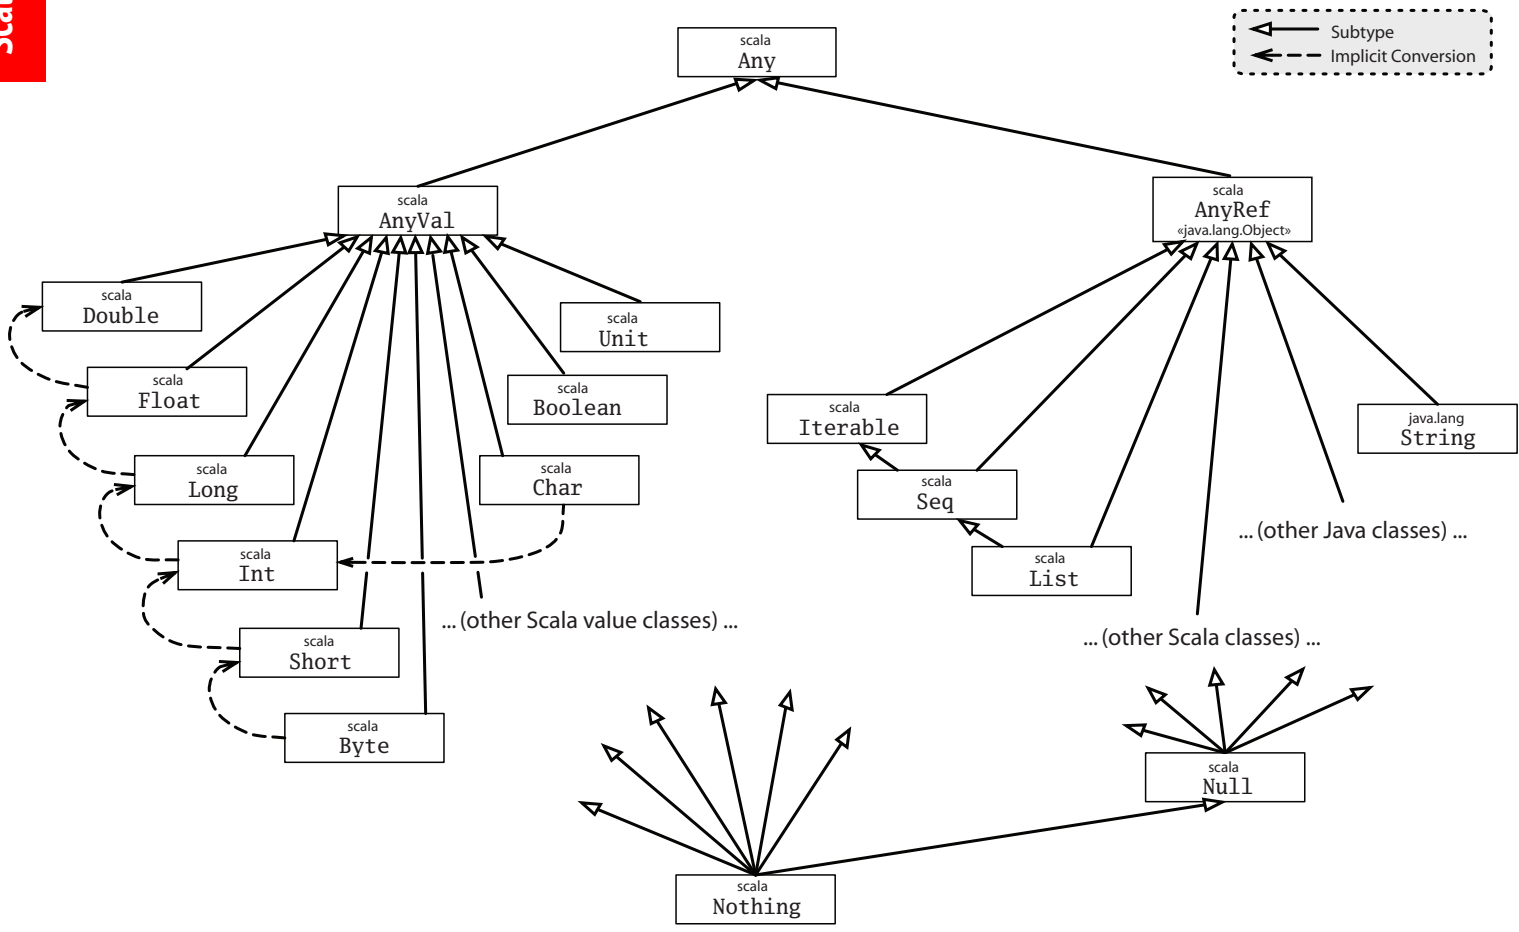 Scal
scala
Any
Subtype
Implicit Conversion
scala
AnyVal
scala
AnyRef
«java.lang.Object»
scala
Double
scala
Unit
scala
Float
scala
Boolean
scala
Iterable
java.lang
String
scala
Long
scala
Char
scala
Seq
... (other Java classes) ...
scala
Int
scala
List
... (other Scala value classes) ...
... (other Scala classes) ...
scala
Short
scala
Byte
scala
Null
scala
Nothing